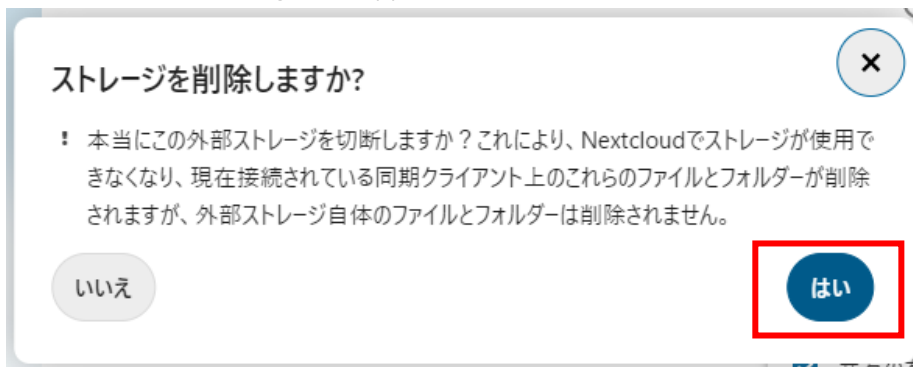 ストレージを削除しますか?
! 本当にこの外部ストレージを切断しますか？これにより、Nextcloudでストレージが使用で
きなくなり、現在接続されている同期クライアント上のこれらのファイルとフォルダーが削除
されますが、外部ストレージ自体のファイルとフォルダーは削除されません。
いいえ
はい